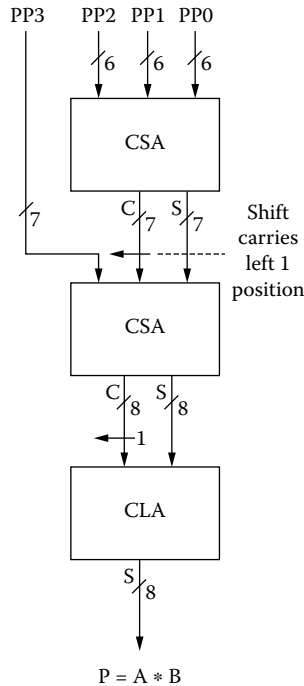 PP3 PP2 PP1 PP0
6 6 6
CSA
7
C 7 S 7
Shift
carries
left 1
position
CSA
C 8 S 8
1
CLA
S 8
P = A ∗ B